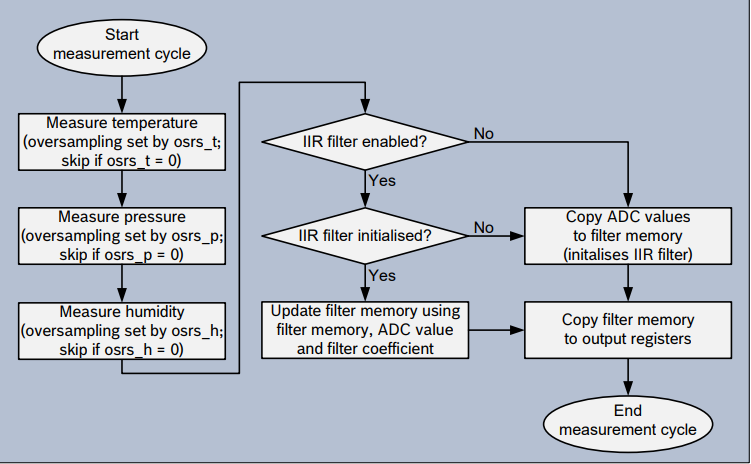 Start
measurement cycle
Measure temperature
(oversampling set by osrs_t;
skip if osrs_t = 0)
Measure pressure
(oversampling set by osrs_p;
skip if osrs_p = 0)
Measure humidity
(oversampling set by osrs_h;
skip if osrs_h = 0)
IIR filter enabled?
No
Yes
IIR filter initialised?
No
Yes
Update filter memory using
filter memory, ADC value
and filter coefficient
Copy ADC values
to filter memory
(initalises IIR filter)
Copy filter memory
to output registers
End
measurement cycle